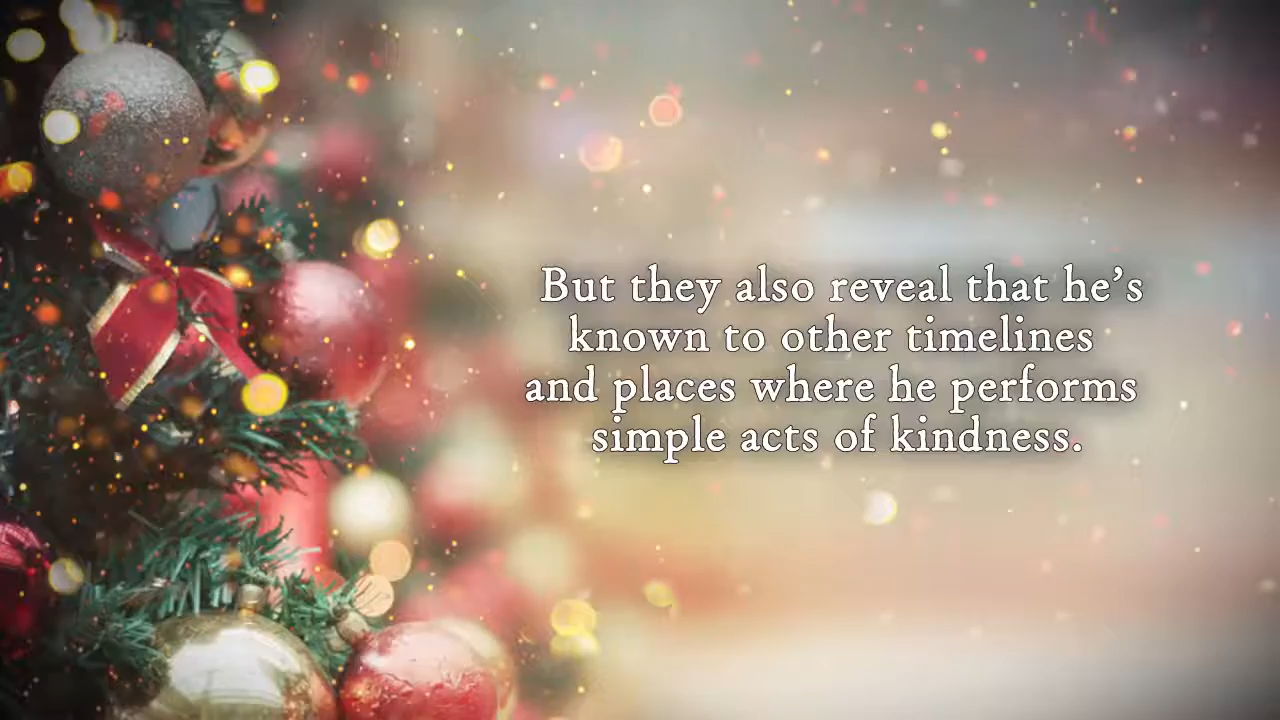 But they also reveal that he's
known to other timelines
and places where he performs
simple acts of kindness.